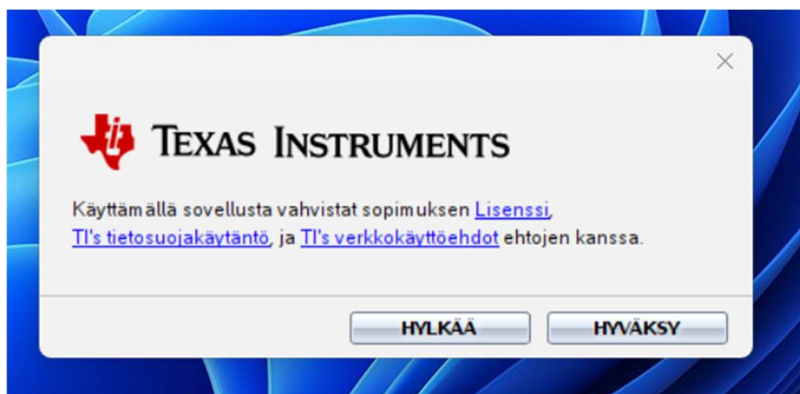 TEXAS INSTRUMENTS
Käyttämällä sovellusta vahvistat sopimuksen Lisenssi,
TI's tietosuojakäytäntö, ja TI's verkkokäyttöehdot ehtojen kanssa.
HYLKÄÄ HYVÄKSY